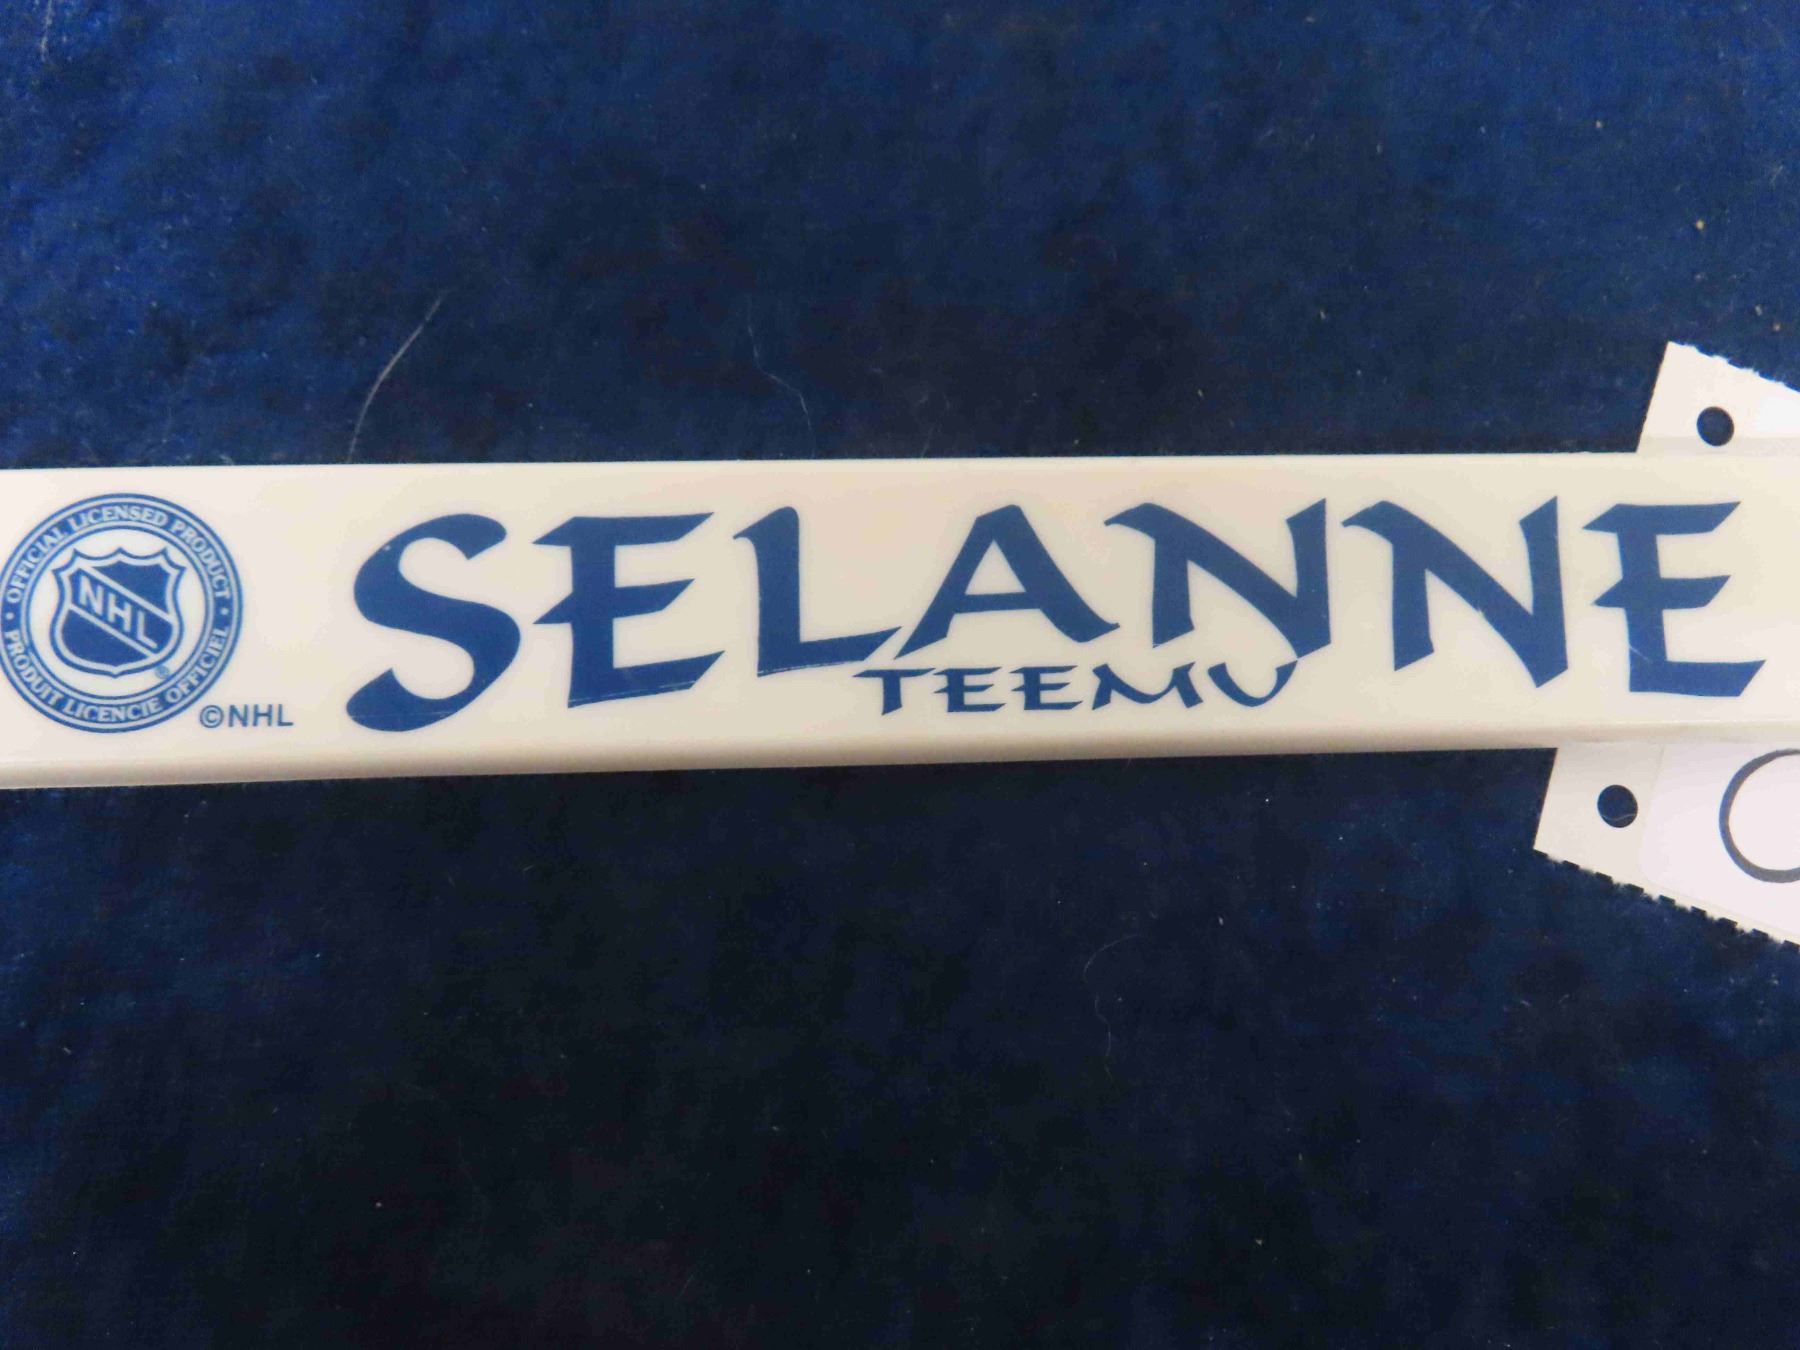 • OFFICIAL LICENSED PRODUCT •
PRODUIT LICENCIE OFFICIEL
NHL
®
©NHL
SELANNE
TEEMU